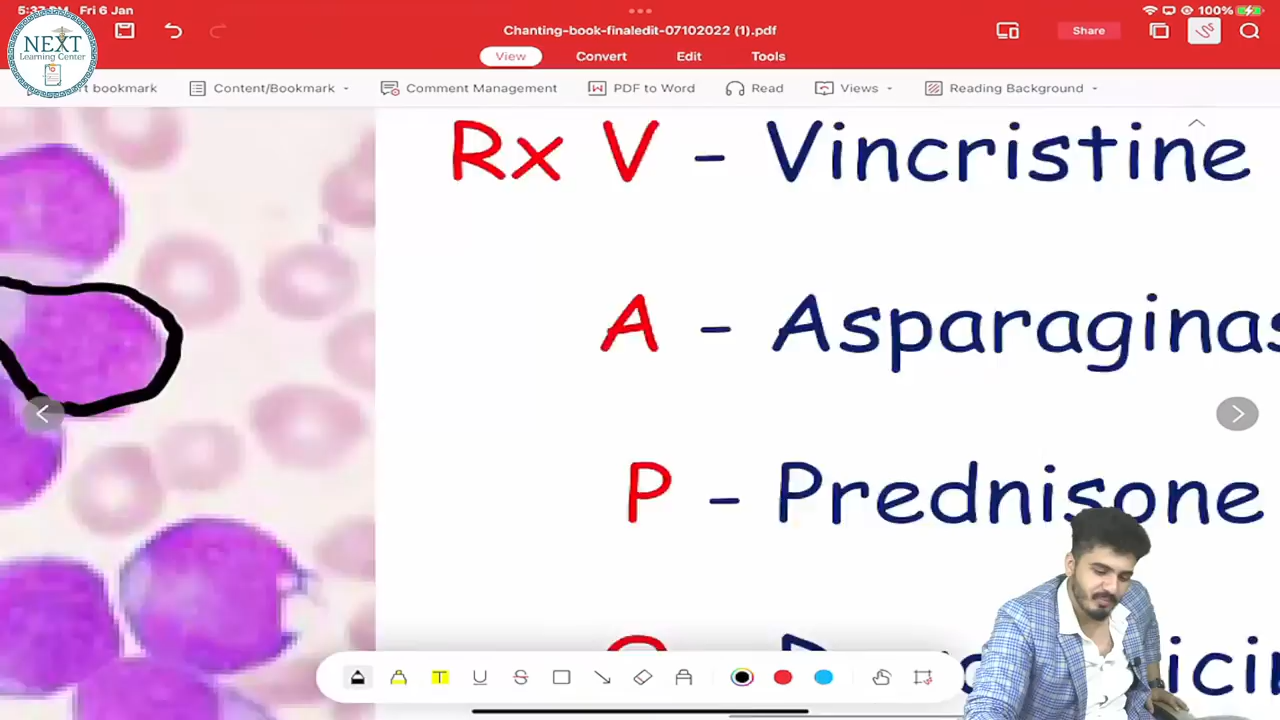 5:37 PM Fri 6 Jan
100%
NEXT
Learning Center
Chanting-book-finaledit-07102022 (1).pdf
Share
View Convert Edit Tools
bookmark Content/Bookmark Comment Management PDF to Word Read Views Reading Background
Rx V - Vincristine
A - Asparaginas
P - Prednisone